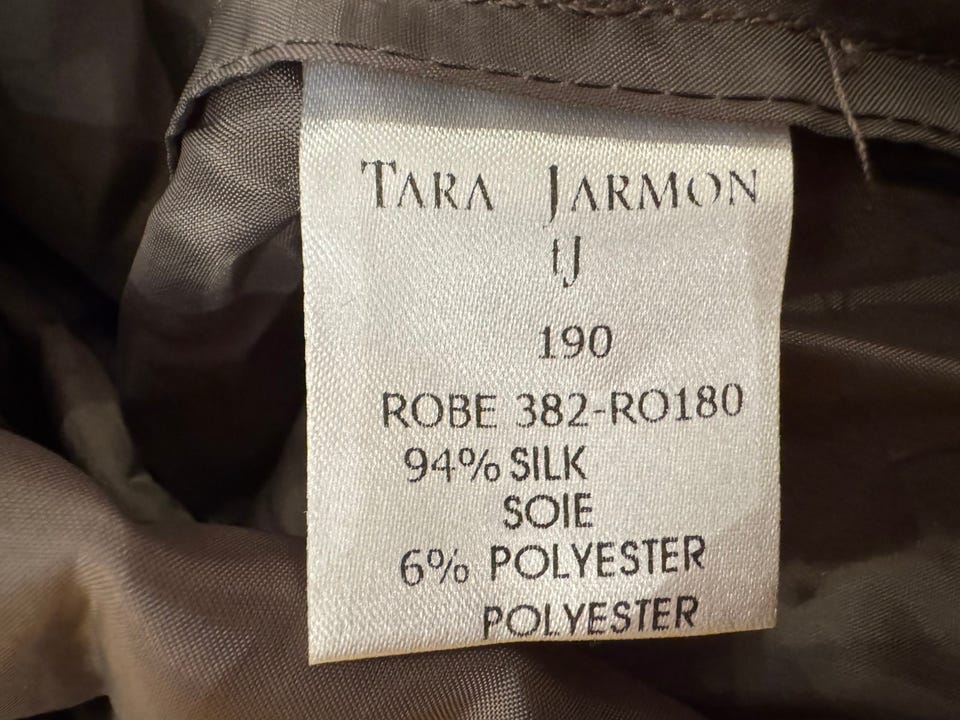 TARA JARMON
tJ
190
ROBE 382-RO180
94% SILK
SOIE
6% POLYESTER
POLYESTER